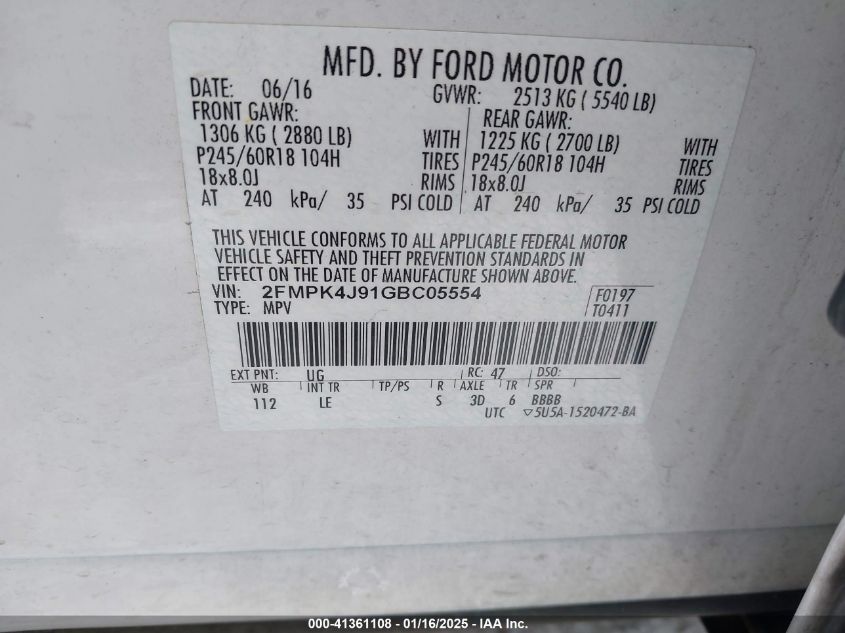 MFD. BY FORD MOTOR CO.
DATE: 06/16 GVWR: 2513 KG ( 5540 LB)
FRONT GAWR: REAR GAWR:
1306 KG ( 2880 LB) WITH 1225 KG ( 2700 LB) WITH
P245/60R18 104H TIRES P245/60R18 104H TIRES
18x8.0J RIMS 18x8.0J RIMS
AT 240 kPa/ 35 PSI COLD AT 240 kPa/ 35 PSI COLD
THIS VEHICLE CONFORMS TO ALL APPLICABLE FEDERAL MOTOR
VEHICLE SAFETY AND THEFT PREVENTION STANDARDS IN
EFFECT ON THE DATE OF MANUFACTURE SHOWN ABOVE.
VIN: 2FMPK4J91GBC05554 F0197
TYPE: MPV T0411
EXT PNT: UG RC: 47 DSO:
WB INT TR TP/PS R AXLE TR SPR
112 LE S 3D 6 BBBB
UTC ▽5U5A-1520472-BA
000-41361108 - 01/16/2025 - IAA Inc.